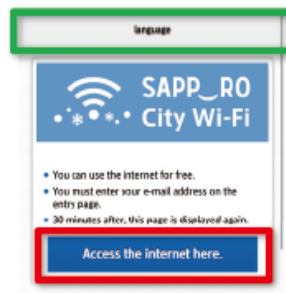 language
SAPP_RO
City Wi-Fi
• You can use the internet for free.
• You must enter your e-mail address on the
entry page.
• 30 minutes after, this page is displayed again.
Access the internet here.